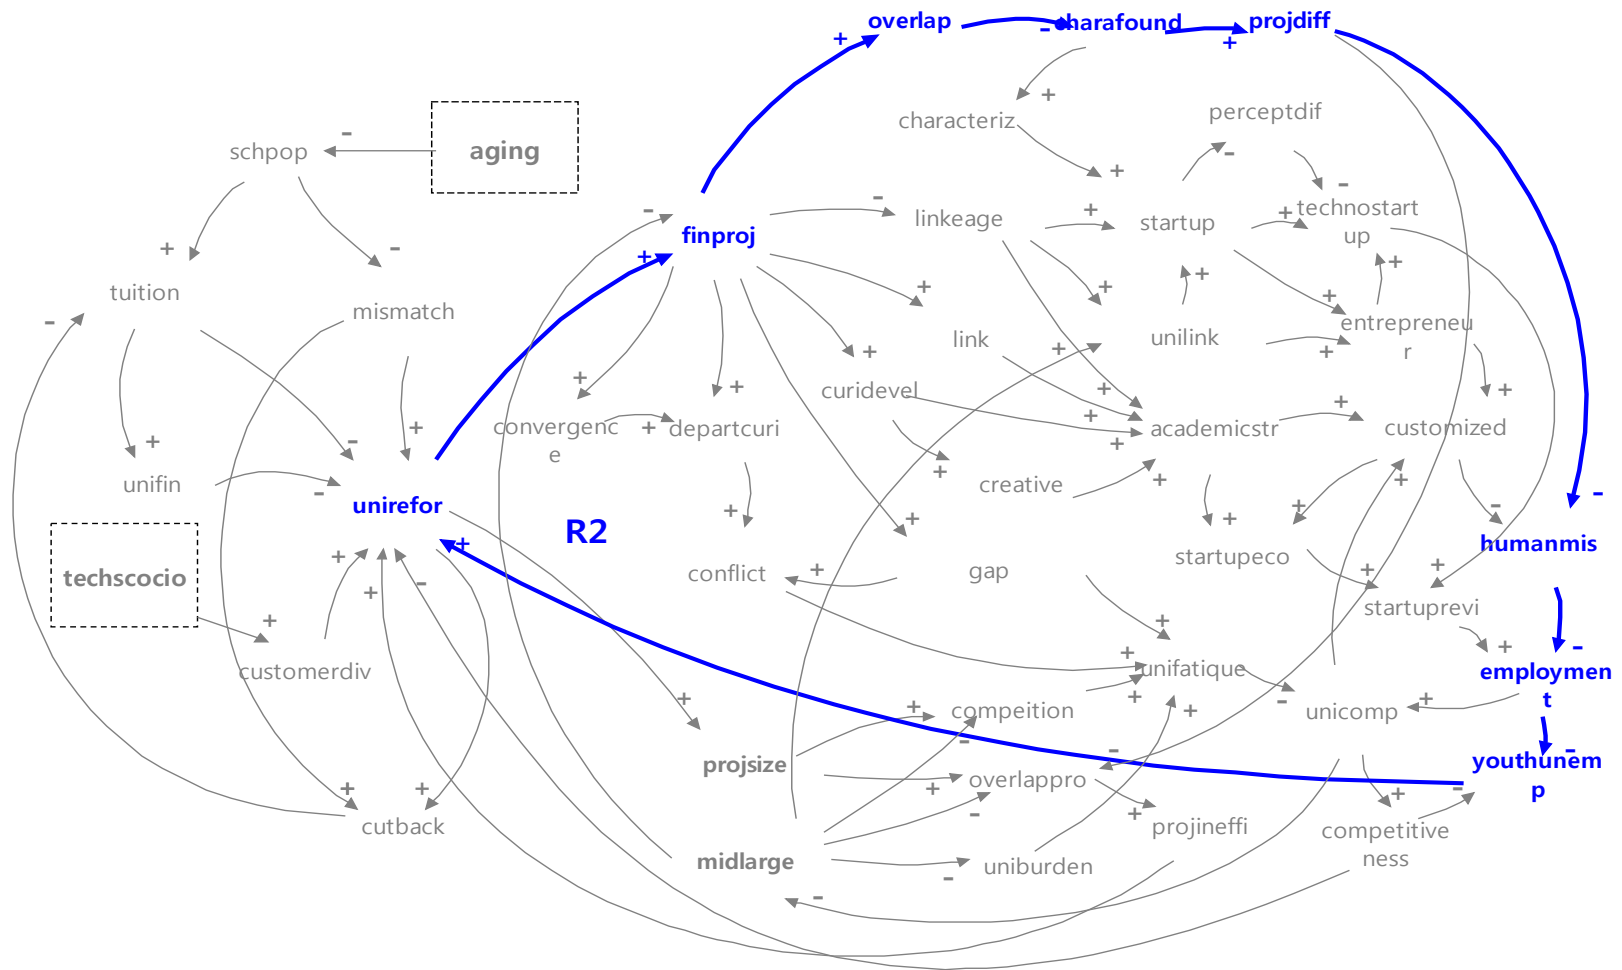 overlap
charafound
projdiff
characteriz
perceptdif
aging
schpop
finproj
linkeage
startup
technostart
up
tuition
mismatch
link
unilink
entrepreneu
r
curidevel
convergenc
e
departcuri
academicstr
customized
unifin
creative
unirefor
R2
startupeco
humanmis
techscocio
conflict
gap
startuprevi
customerdiv
unifatique
employmen
t
compeition
unicomp
projsize
overlappro
youthunem
p
cutback
projineffi
competitive
ness
midlarge
uniburden